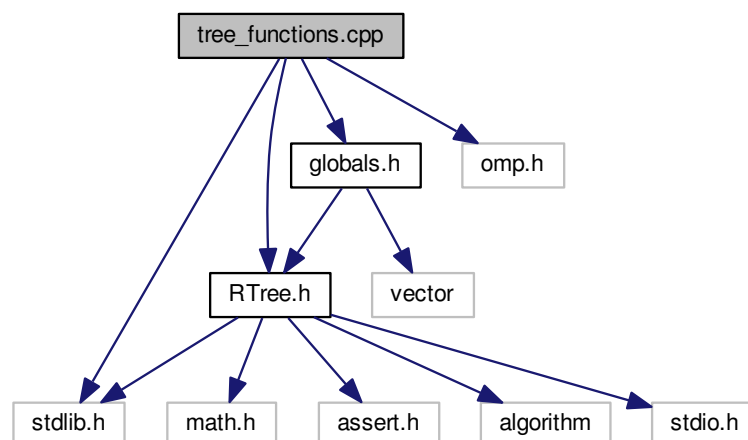 tree_functions.cpp
globals.h
omp.h
RTree.h
vector
stdlib.h
math.h
assert.h
algorithm
stdio.h